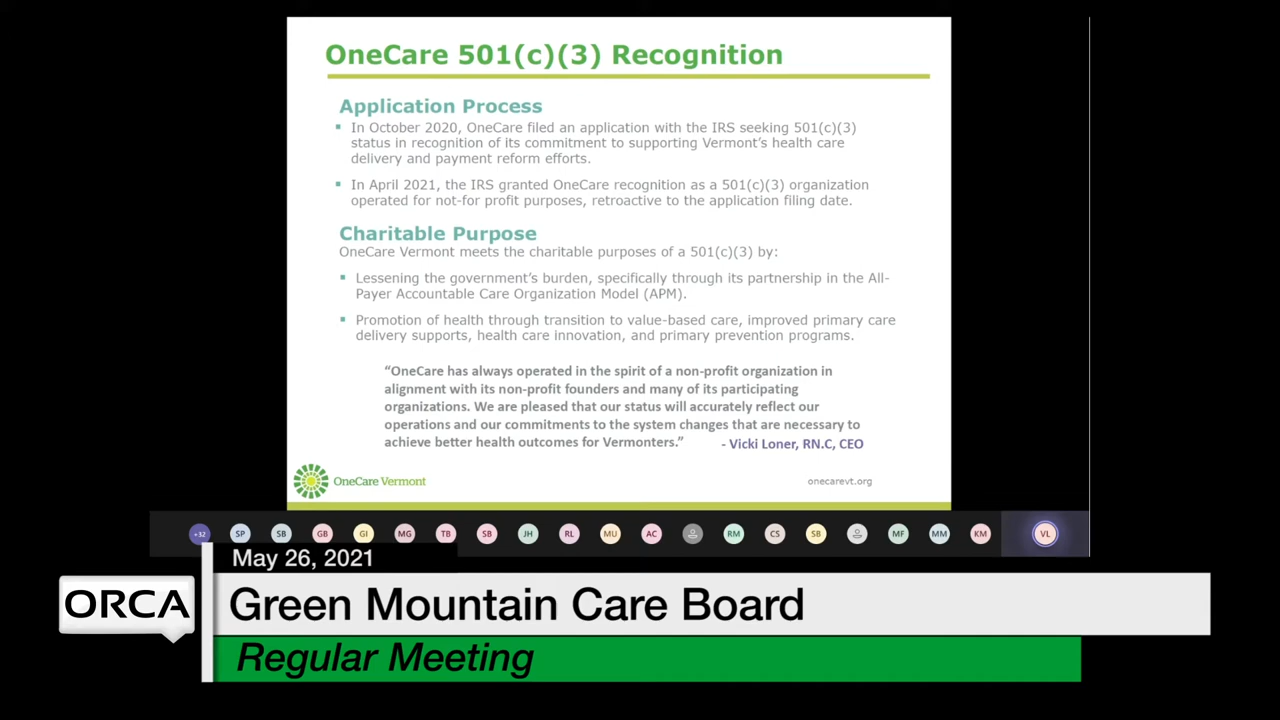 OneCare 501(c)(3) Recognition
Application Process
In October 2020, OneCare filed an application with the IRS seeking 501(c)(3)
status in recognition of its commitment to supporting Vermont's health care
delivery and payment reform efforts.
In April 2021, the IRS granted OneCare recognition as a 501(c)(3) organization
operated for not-for profit purposes, retroactive to the application filing date.
Charitable Purpose
OneCare Vermont meets the charitable purposes of a 501(c)(3) by:
Lessening the government's burden, specifically through its partnership in the All-
Payer Accountable Care Organization Model (APM).
Promotion of health through transition to value-based care, improved primary care
delivery supports, health care innovation, and primary prevention programs.
“OneCare has always operated in the spirit of a non-profit organization in
alignment with its non-profit founders and many of its participating
organizations. We are pleased that our status will accurately reflect our
operations and our commitments to the system changes that are necessary to
achieve better health outcomes for Vermonters.”
- Vicki Loner, RN.C, CEO
OneCare Vermont
onecarevt.org
+32 SP SB GB GI MG TB SB JH RL MU AC RM CS SB MF MM KM VL
May 26, 2021
ORCA
Green Mountain Care Board
Regular Meeting